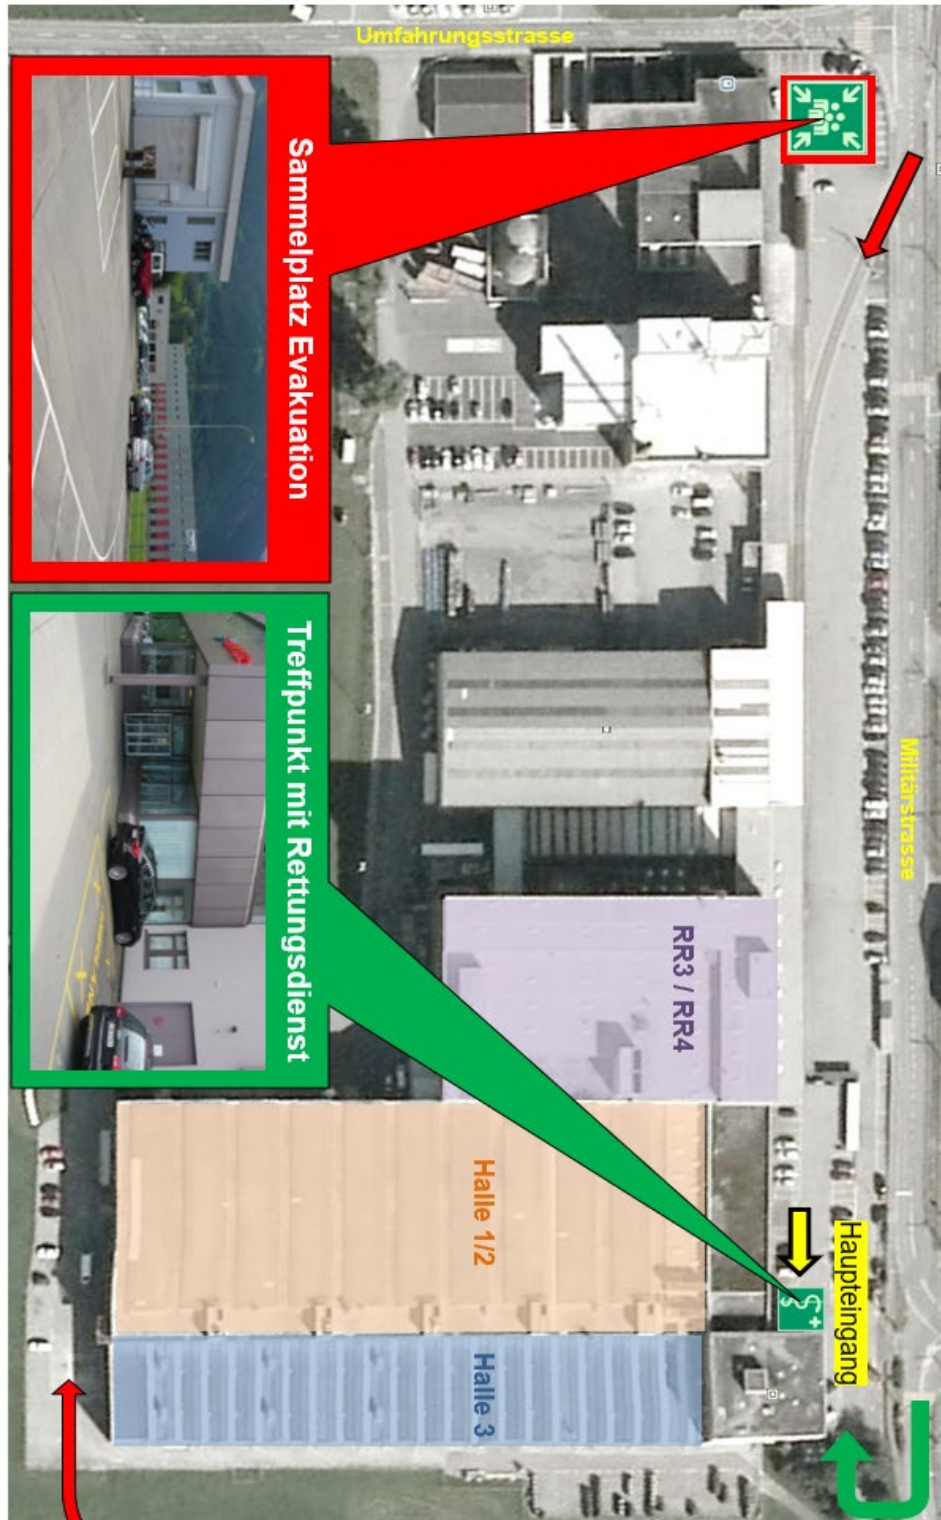 Umfahrungsstrasse
Sammelplatz Evakuation
Militärstrasse
Treffpunkt mit Rettungsdienst
RR3 / RR4
Halle 1/2
Haupteingang
Halle 3